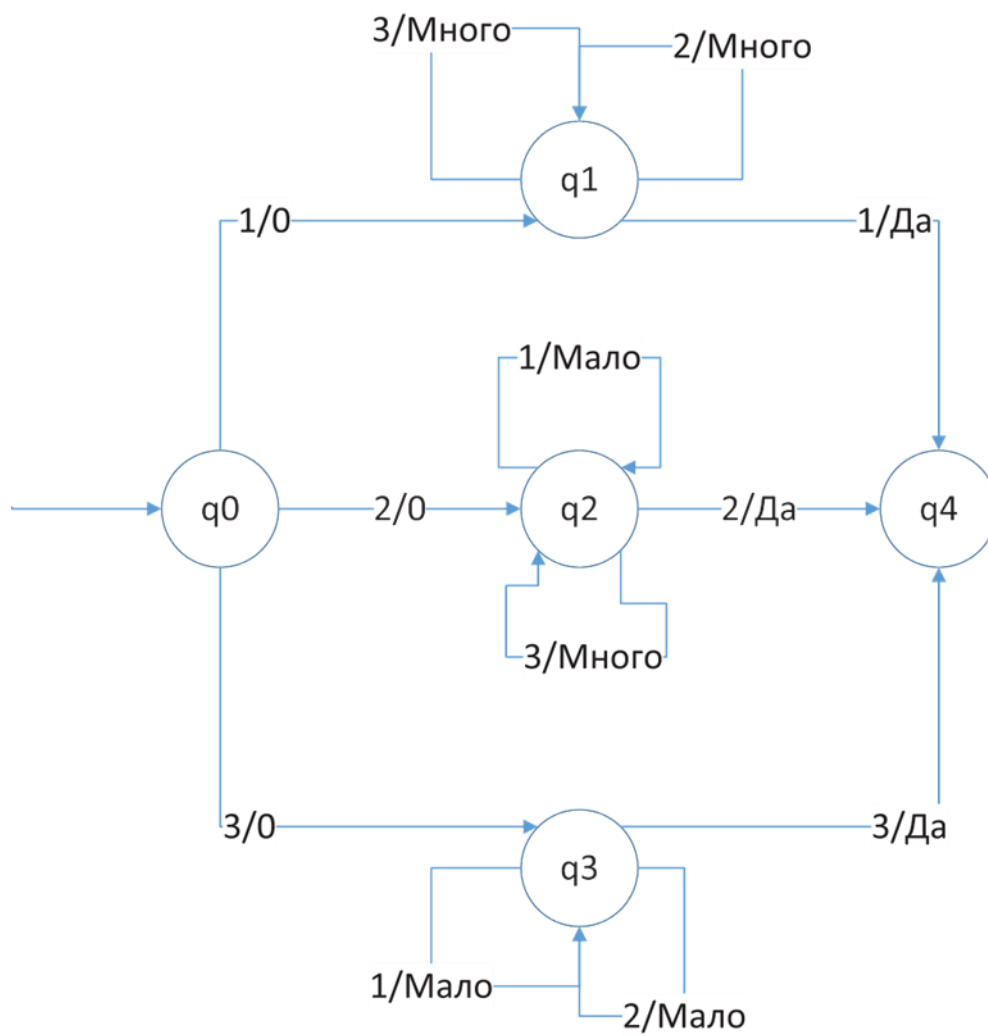 3/Много
2/Много
q1
1/0
1/Да
1/Мало
q0
2/0
q2
2/Да
q4
3/Много
3/0
3/Да
q3
1/Мало
2/Мало